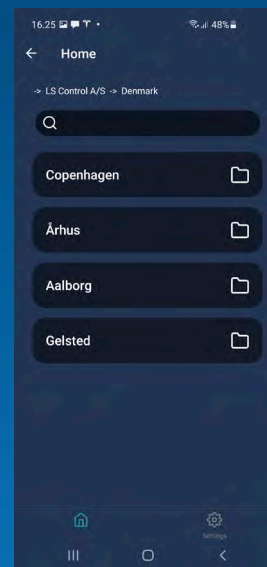 16.25 48%
Home
-> LS Control A/S -> Denmark
Copenhagen
Århus
Aalborg
Gelsted
Settings